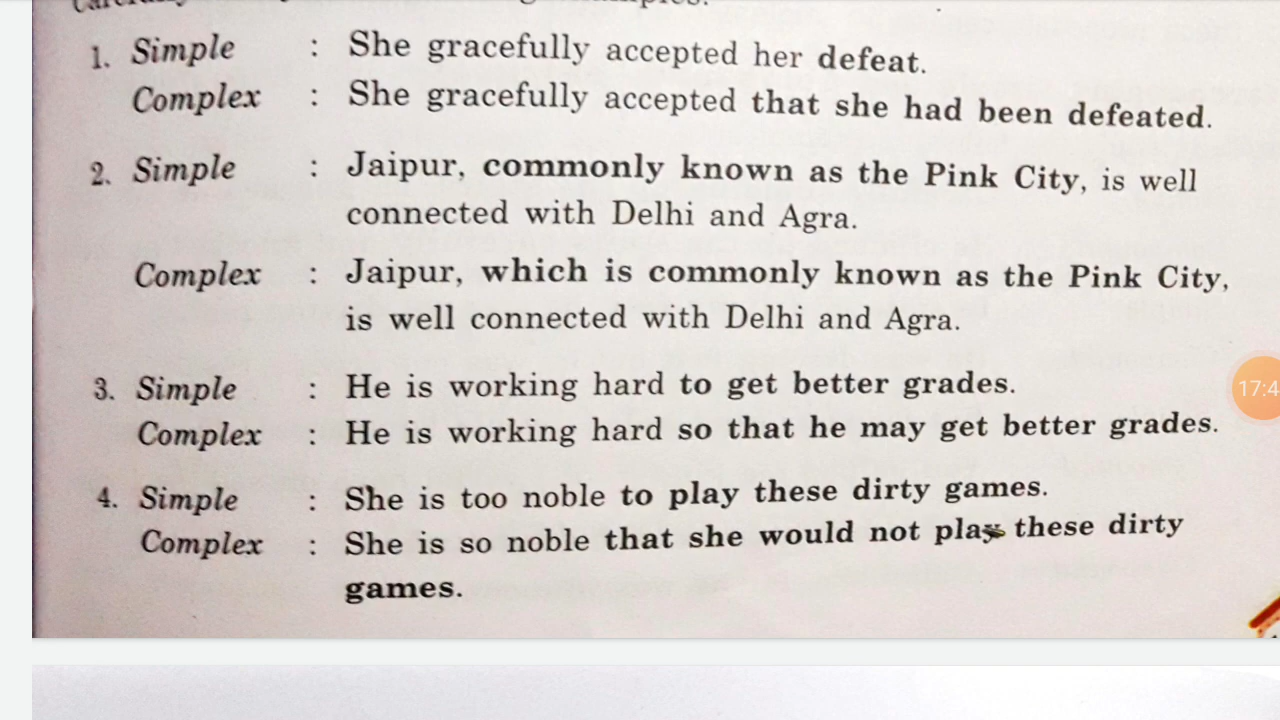 1. Simple : She gracefully accepted her defeat.
Complex : She gracefully accepted that she had been defeated.
2. Simple : Jaipur, commonly known as the Pink City, is well
connected with Delhi and Agra.
Complex : Jaipur, which is commonly known as the Pink City,
is well connected with Delhi and Agra.
3. Simple : He is working hard to get better grades.
17:4
Complex : He is working hard so that he may get better grades.
4. Simple : She is too noble to play these dirty games.
Complex : She is so noble that she would not play these dirty
games.